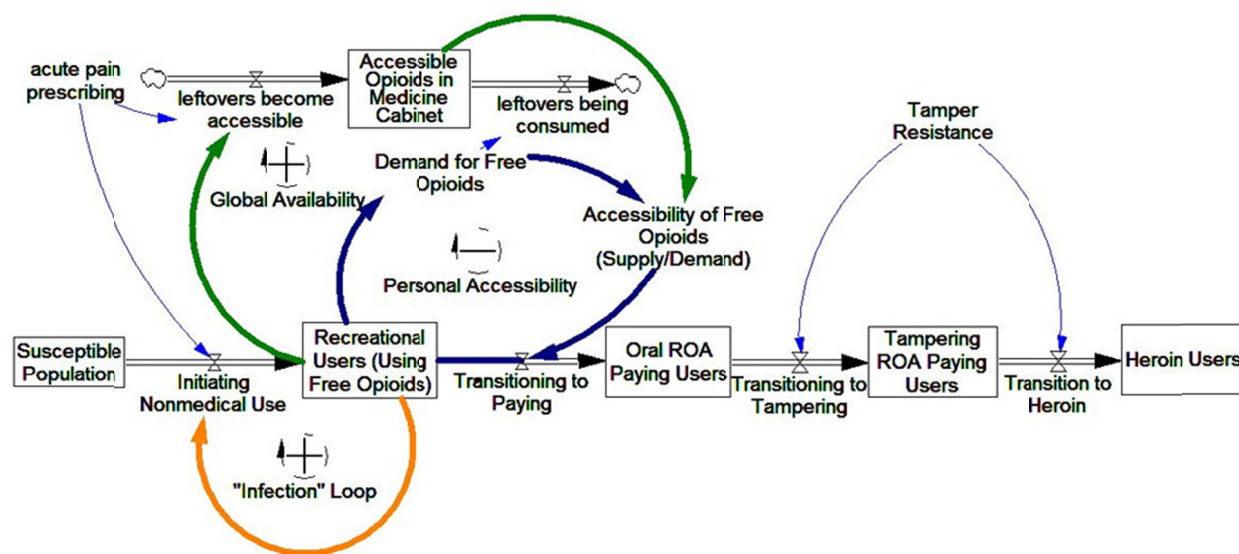 acute pain
prescribing
leftovers become
accessible
Accessible
Opioids in
Medicine
Cabinet
leftovers being
consumed
Tamper
Resistance
Global Availability
Demand for Free
Opioids
Accessibility of Free
Opioids
(Supply/Demand)
Personal Accessibility
Susceptible
Population
Initiating
Nonmedical Use
Recreational
Users (Using
Free Opioids)
Transitioning to
Paying
Oral ROA
Paying Users
Transitioning to
Tampering
Tampering
ROA Paying
Users
Transition to
Heroin
Heroin Users
"Infection" Loop